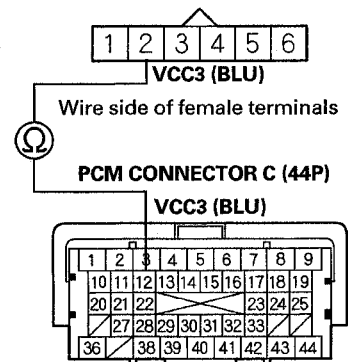 1 2 3 4 5 6
VCC3 (BLU)
Wire side of female terminals
Ω
PCM CONNECTOR C (44P)
VCC3 (BLU)
1 2 3 4 5 6 7 8 9
10 11 12 13 14 15 16 17 18 19
20 21 22 23 24 25
27 28 29 30 31 32 33
36 38 39 40 41 42 43 44